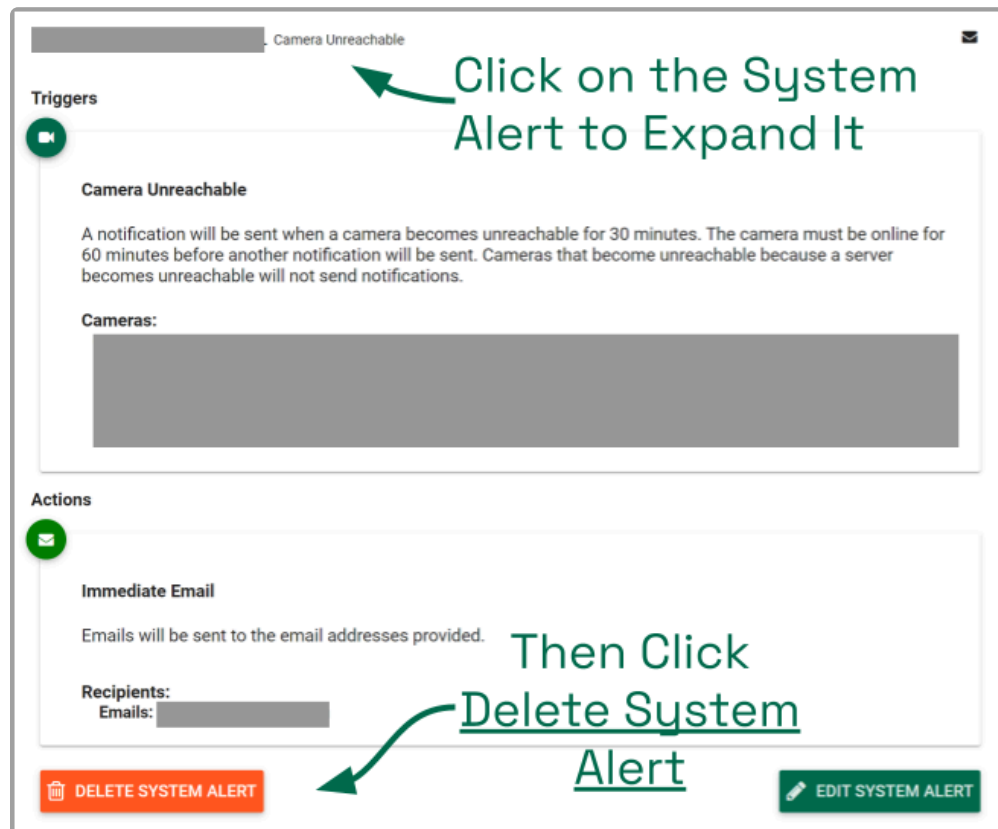 Camera Unreachable
Click on the System
Alert to Expand It
Triggers
Camera Unreachable
A notification will be sent when a camera becomes unreachable for 30 minutes. The camera must be online for
60 minutes before another notification will be sent. Cameras that become unreachable because a server
becomes unreachable will not send notifications.
Cameras:
Actions
Immediate Email
Emails will be sent to the email addresses provided.
Recipients:
Emails:
Then Click
Delete System
Alert
DELETE SYSTEM ALERT
EDIT SYSTEM ALERT